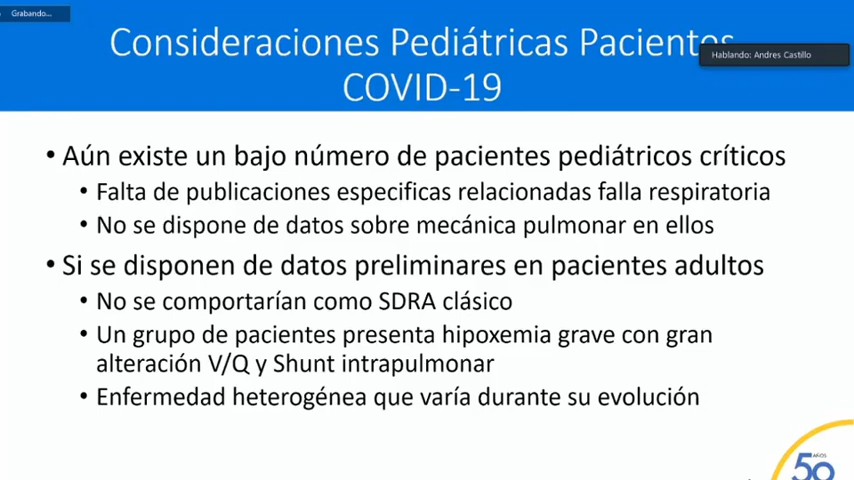 Grabando...
Consideraciones Pediátricas Pacientes
Hablando: Andres Castillo
COVID-19
• Aún existe un bajo número de pacientes pediátricos críticos
• Falta de publicaciones especificas relacionadas falla respiratoria
• No se dispone de datos sobre mecánica pulmonar en ellos
• Si se disponen de datos preliminares en pacientes adultos
• No se comportarían como SDRA clásico
• Un grupo de pacientes presenta hipoxemia grave con gran
alteración V/Q y Shunt intrapulmonar
• Enfermedad heterogénea que varía durante su evolución
50 AÑOS